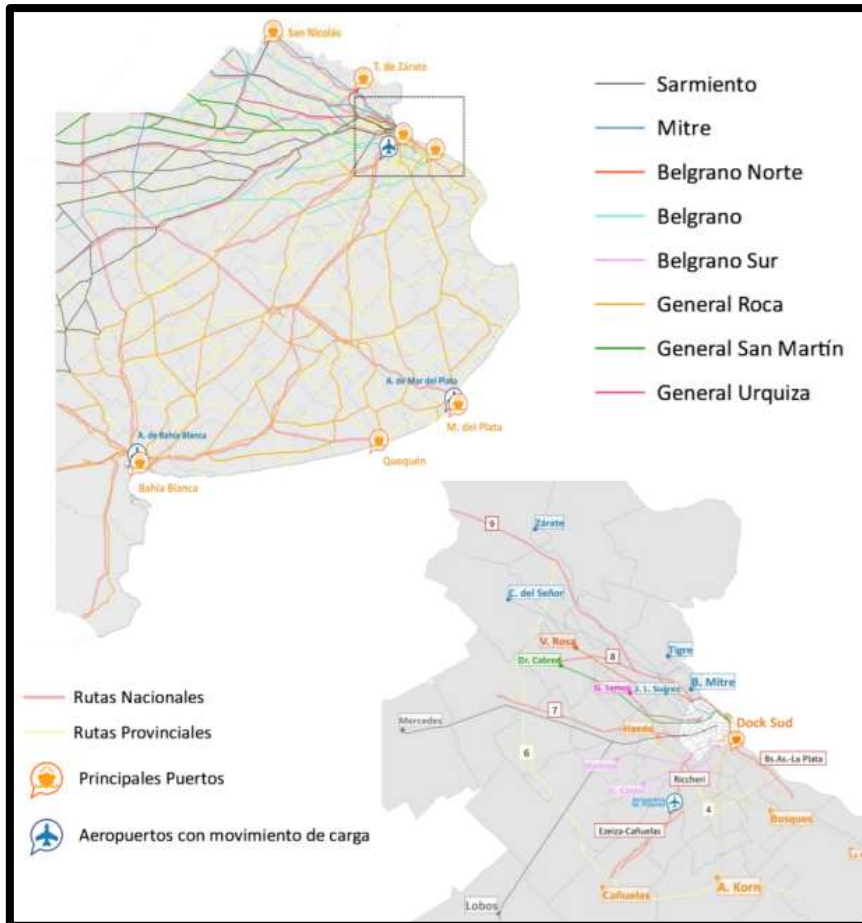 San Nicolás
T. de Zárate
A. de Mar del Plata
M. del Plata
A. de Bahía Blanca
Quequén
Bahía Blanca
Sarmiento
Mitre
Belgrano Norte
Belgrano
Belgrano Sur
General Roca
General San Martín
General Urquiza
Rutas Nacionales
Rutas Provinciales
Principales Puertos
Aeropuertos con movimiento de carga
9
Zárate
C. del Señor
V. Rosa
Tigre
Dr. Cabred
8
G. Lemos
J. L. Suárez
B. Mitre
7
Mercedes
Haedo
Dock Sud
6
Bs.As.-La Plata
Riccheri
4
Bosques
Ezeiza-Cañuelas
A. Korn
Cañuelas
Lobos